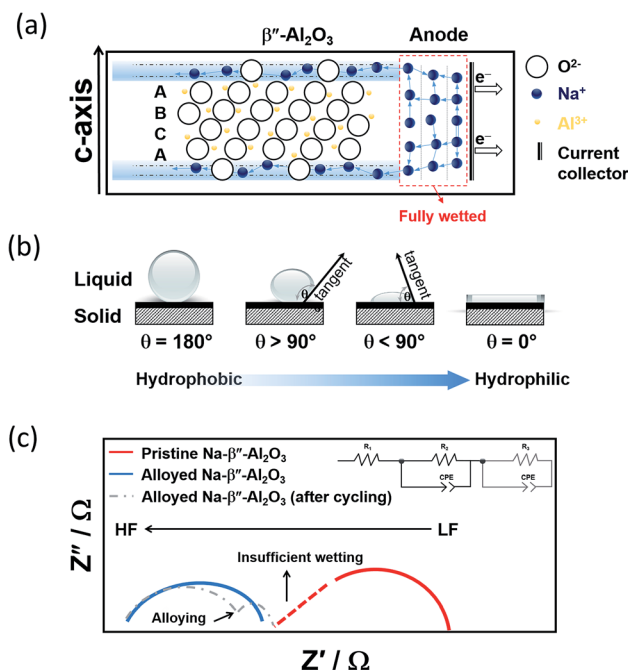 (a)
β″-Al₂O₃
Anode
c-axis
A
B
C
A
e⁻
e⁻
Fully wetted
O²⁻
Na⁺
Al³⁺
Current
collector
(b)
Liquid
Solid
θ
tangent
θ
tangent
θ = 180°
θ > 90°
θ < 90°
θ = 0°
Hydrophobic
Hydrophilic
(c)
Pristine Na-β″-Al₂O₃
Alloyed Na-β″-Al₂O₃
Alloyed Na-β″-Al₂O₃ (after cycling)
R₁
R₂
CPE
R₃
CPE
HF
LF
Insufficient wetting
Alloying
Z″ / Ω
Z′ / Ω